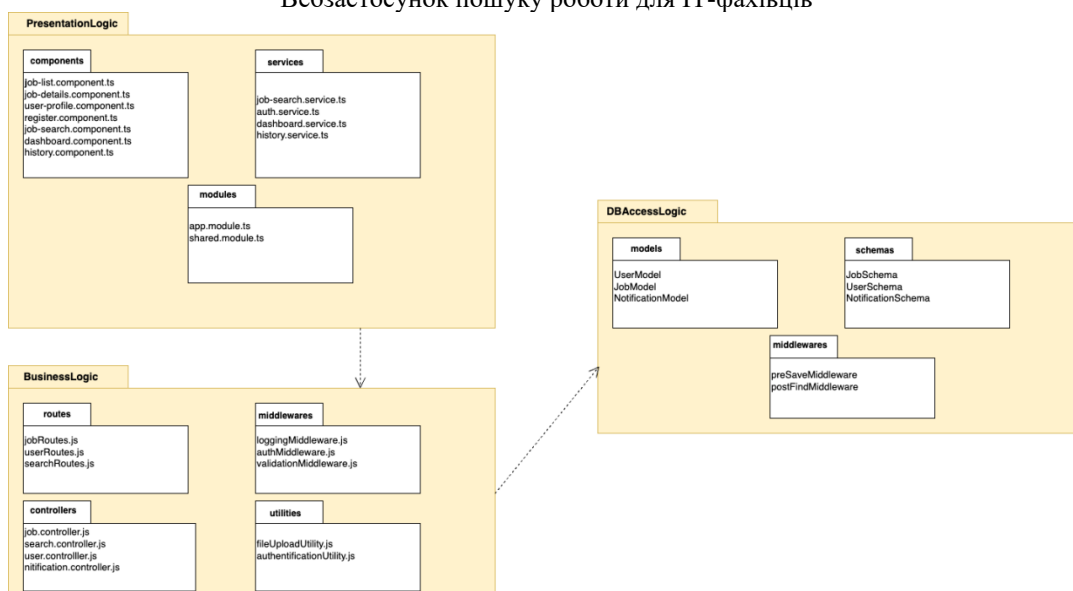 Вебзастосунок пошуку роботи для ІТ-фахівців
PresentationLogic
components
job-list.component.ts
job-details.component.ts
user-profile.component.ts
register.component.ts
job-search.component.ts
dashboard.component.ts
history.component.ts
services
job-search.service.ts
auth.service.ts
dashboard.service.ts
history.service.ts
modules
app.module.ts
shared.module.ts
DBAccessLogic
models
UserModel
JobModel
NotificationModel
schemas
JobSchema
UserSchema
NotificationSchema
middlewares
preSaveMiddleware
postFindMiddleware
BusinessLogic
routes
jobRoutes.js
userRoutes.js
searchRoutes.js
middlewares
loggingMiddleware.js
authMiddleware.js
validationMiddleware.js
controllers
job.controller.js
search.controller.js
user.controlller.js
nitification.controller.js
utilities
fileUploadUtility.js
authentificationUtility.js